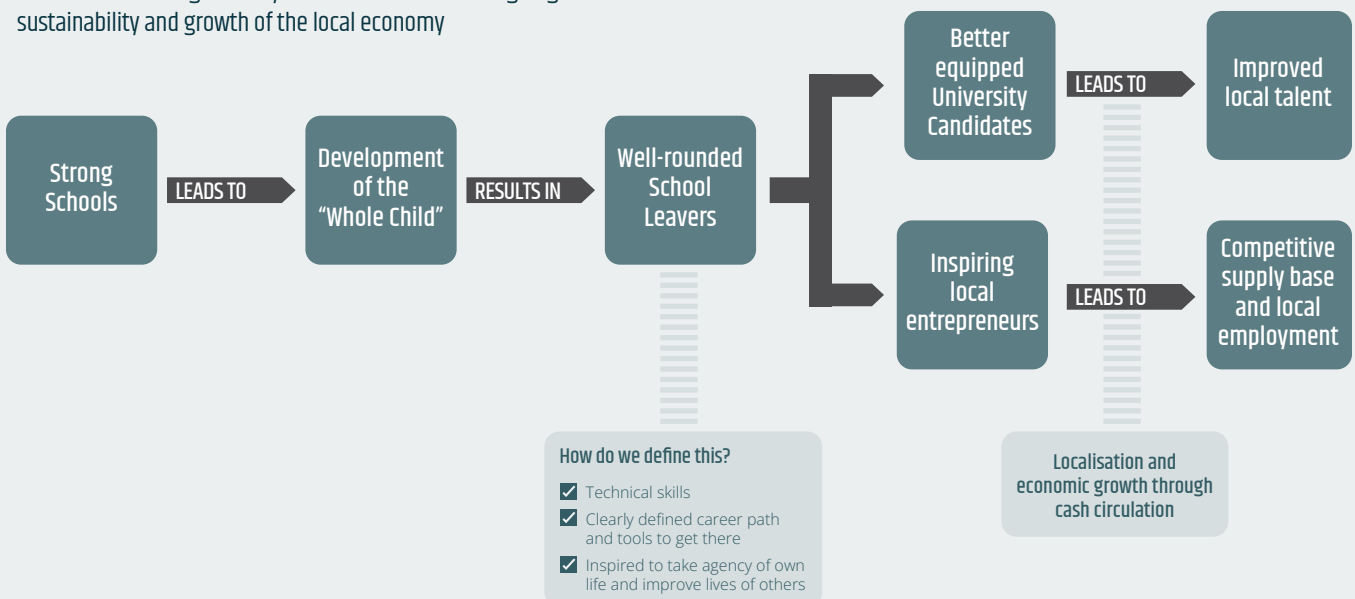 sustainability and growth of the local economy
Strong
Schools
LEADS TO
Development
of the
“Whole Child”
RESULTS IN
Well-rounded
School
Leavers
Better
equipped
University
Candidates
LEADS TO
Improved
local talent
Inspiring
local
entrepreneurs
LEADS TO
Competitive
supply base
and local
employment
How do we define this?
Technical skills
Clearly defined career path
and tools to get there
Inspired to take agency of own
life and improve lives of others
Localisation and
economic growth through
cash circulation